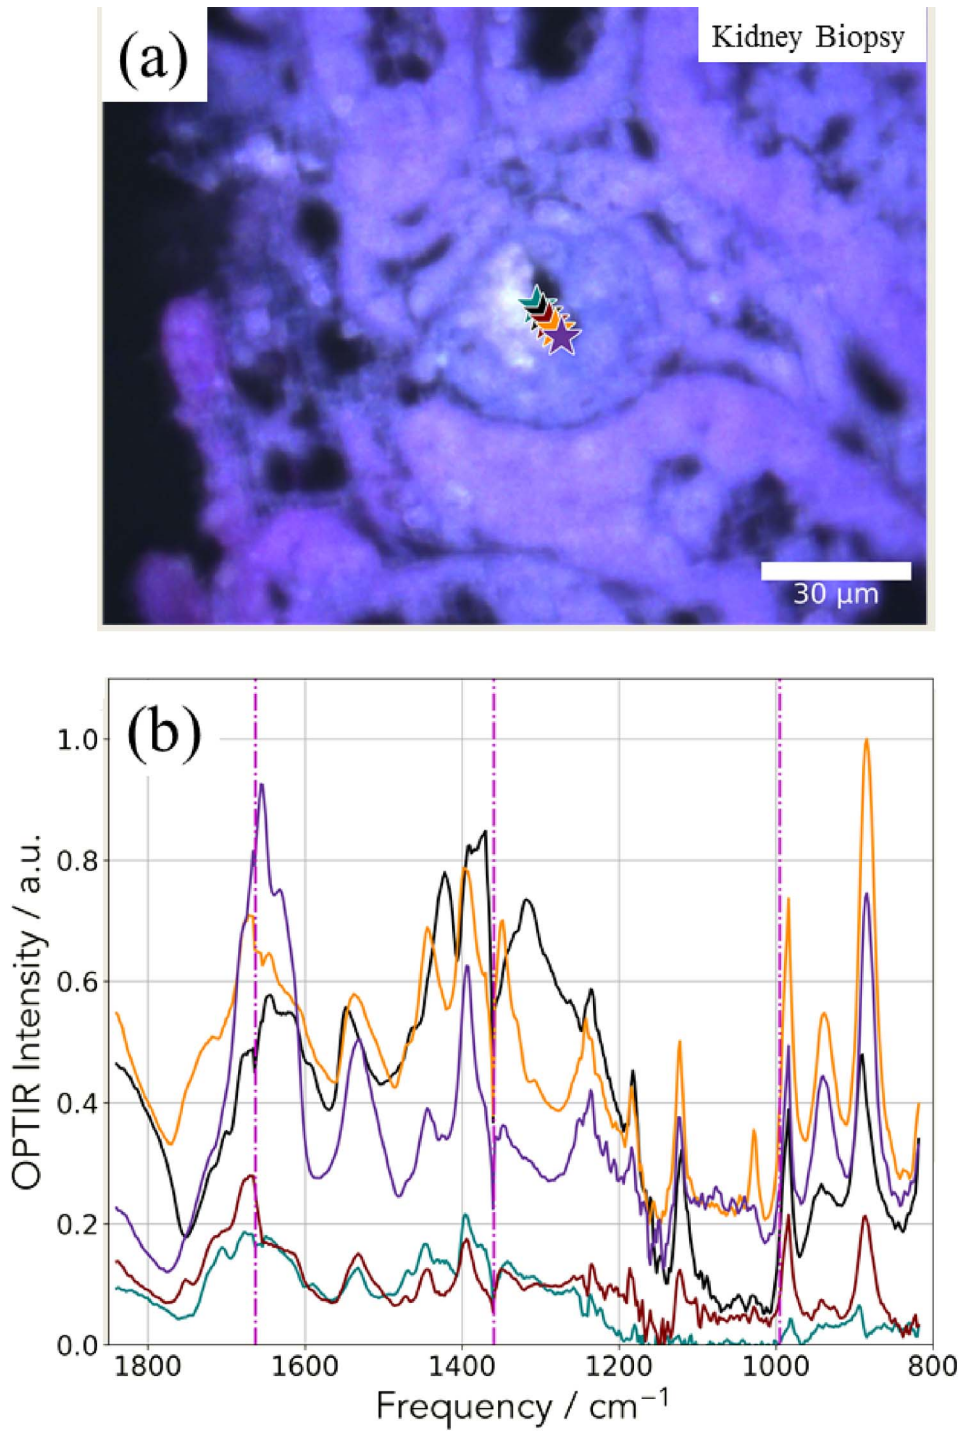 (a)
Kidney Biopsy
30 μm
(b)
1.0
0.8
0.6
0.4
0.2
0.0
OPTIR Intensity / a.u.
1800 1600 1400 1200 1000 800
Frequency / cm⁻¹